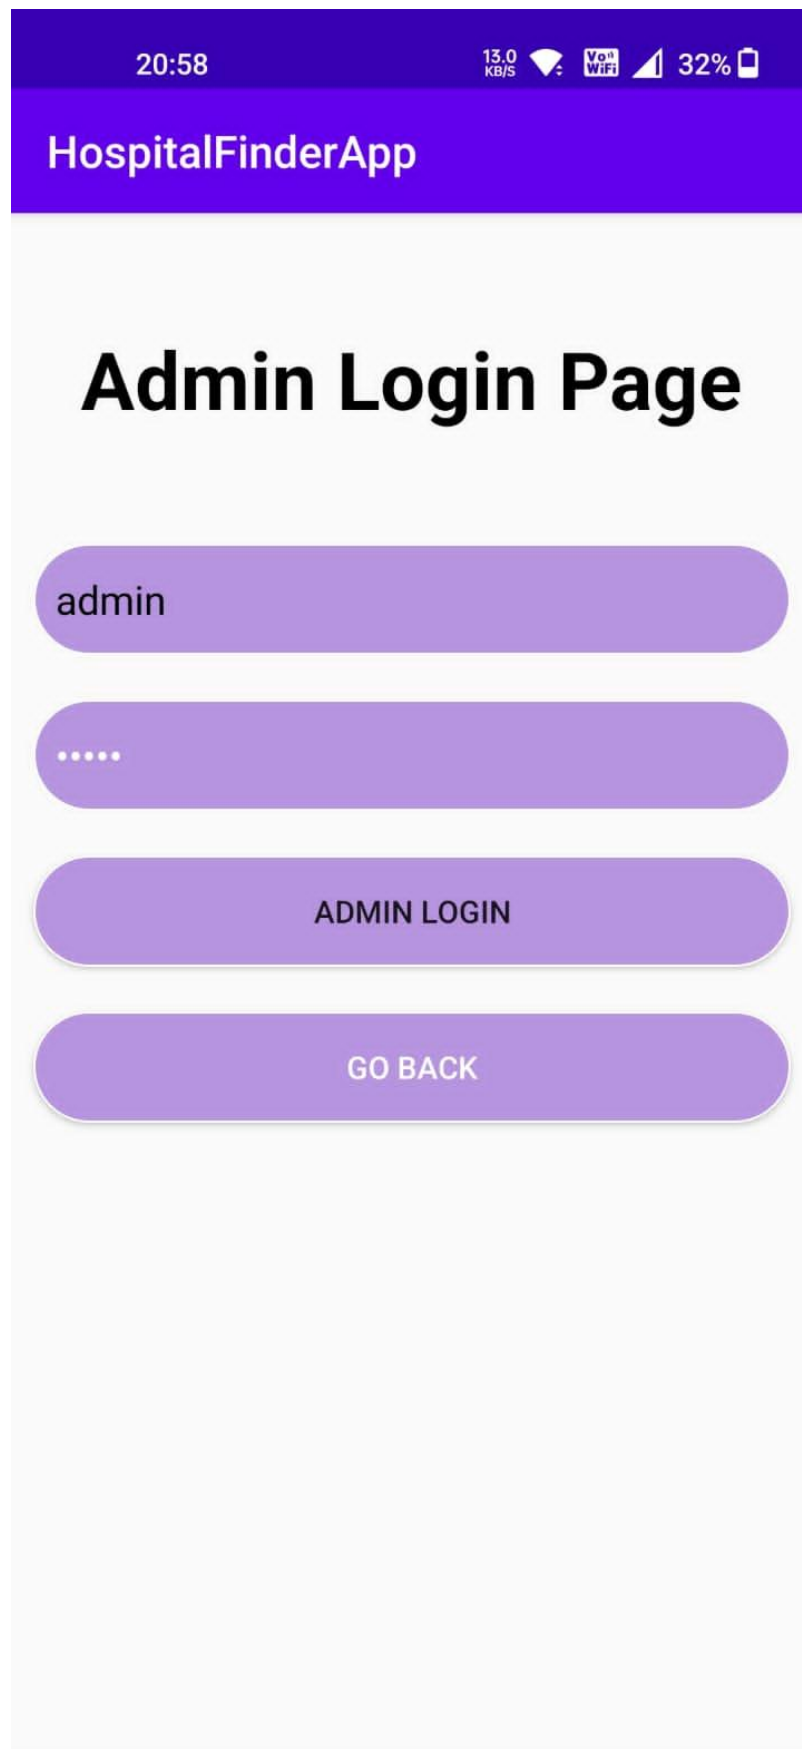 20:58 13.0 KB/S Vo WiFi 32%
HospitalFinderApp
Admin Login Page
admin
•••••
ADMIN LOGIN
GO BACK